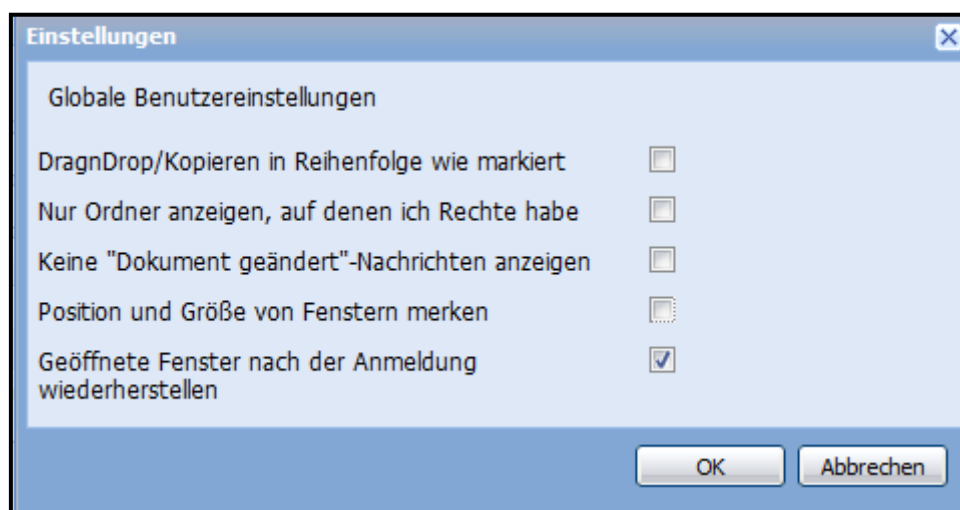 Einstellungen
Globale Benutzereinstellungen
DragnDrop/Kopieren in Reihenfolge wie markiert
Nur Ordner anzeigen, auf denen ich Rechte habe
Keine "Dokument geändert"-Nachrichten anzeigen
Position und Größe von Fenstern merken
Geöffnete Fenster nach der Anmeldung
wiederherstellen
OK Abbrechen